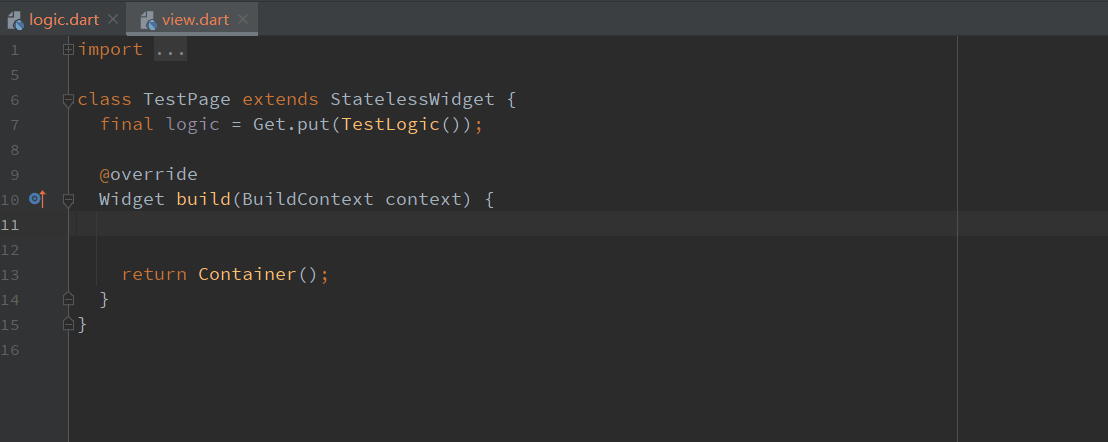 logic.dart view.dart
1 import ...
5
6 class TestPage extends StatelessWidget {
7 final logic = Get.put(TestLogic());
8
9 @override
10 Widget build(BuildContext context) {
11
12
13 return Container();
14 }
15 }
16